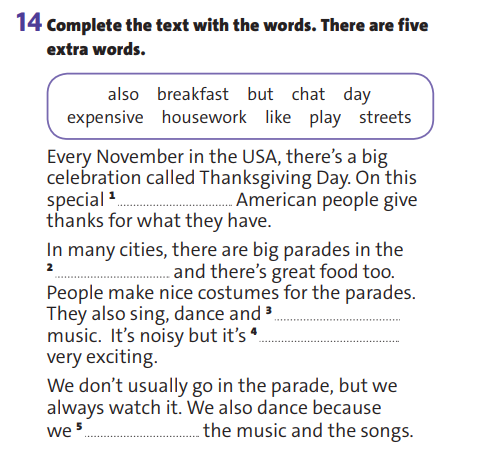 14 Complete the text with the words. There are five
extra words.
also breakfast but chat day
expensive housework like play streets
Every November in the USA, there's a big
celebration called Thanksgiving Day. On this
special 1 .............................. American people give
thanks for what they have.
In many cities, there are big parades in the
2 .............................. and there's great food too.
People make nice costumes for the parades.
They also sing, dance and 3 ..............................
music. It's noisy but it's 4 ..............................
very exciting.
We don't usually go in the parade, but we
always watch it. We also dance because
we 5 .............................. the music and the songs.